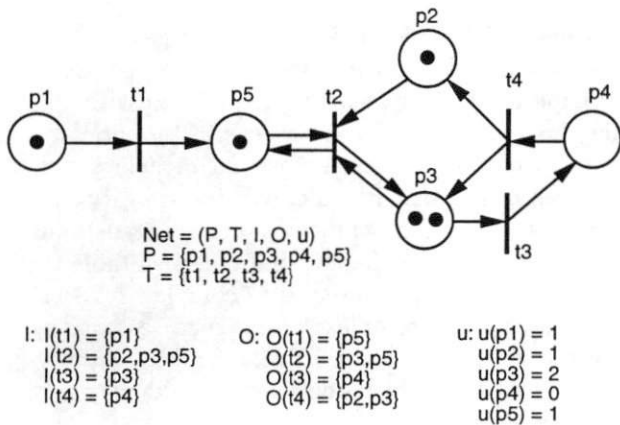 p2
p1 t1 p5 t2 t4 p4
p3
t3
Net = (P, T, I, O, u)
P = {p1, p2, p3, p4, p5}
T = {t1, t2, t3, t4}
I: I(t1) = {p1}
I(t2) = {p2,p3,p5}
I(t3) = {p3}
I(t4) = {p4}
O: O(t1) = {p5}
O(t2) = {p3,p5}
O(t3) = {p4}
O(t4) = {p2,p3}
u: u(p1) = 1
u(p2) = 1
u(p3) = 2
u(p4) = 0
u(p5) = 1